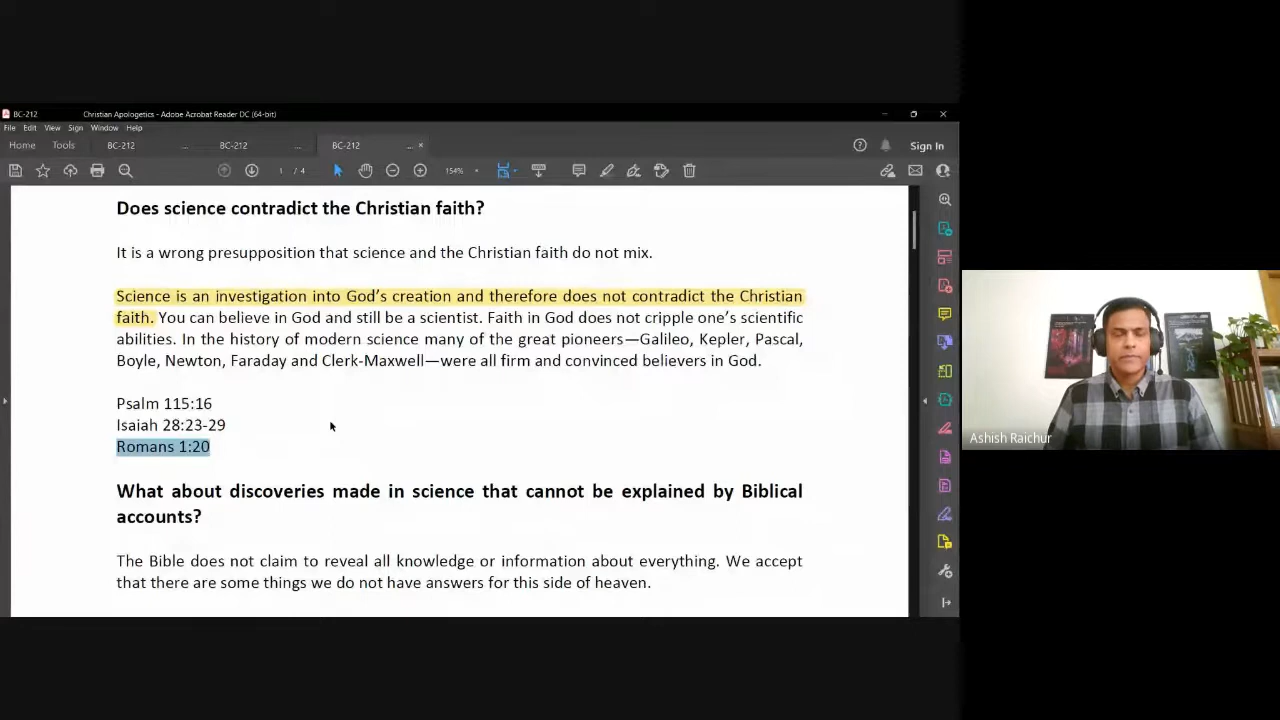 BC-212 Christian Apologetics - Adobe Acrobat Reader DC (64-bit)
File Edit View Sign Window Help
Home Tools BC-212 ... BC-212 ... BC-212 ... × Sign In
1 / 4 154%
Does science contradict the Christian faith?
It is a wrong presupposition that science and the Christian faith do not mix.
Science is an investigation into God’s creation and therefore does not contradict the Christian
faith. You can believe in God and still be a scientist. Faith in God does not cripple one’s scientific
abilities. In the history of modern science many of the great pioneers—Galileo, Kepler, Pascal,
Boyle, Newton, Faraday and Clerk-Maxwell—were all firm and convinced believers in God.
Psalm 115:16
Isaiah 28:23-29
Romans 1:20
What about discoveries made in science that cannot be explained by Biblical
accounts?
The Bible does not claim to reveal all knowledge or information about everything. We accept
that there are some things we do not have answers for this side of heaven.
Ashish Raichur